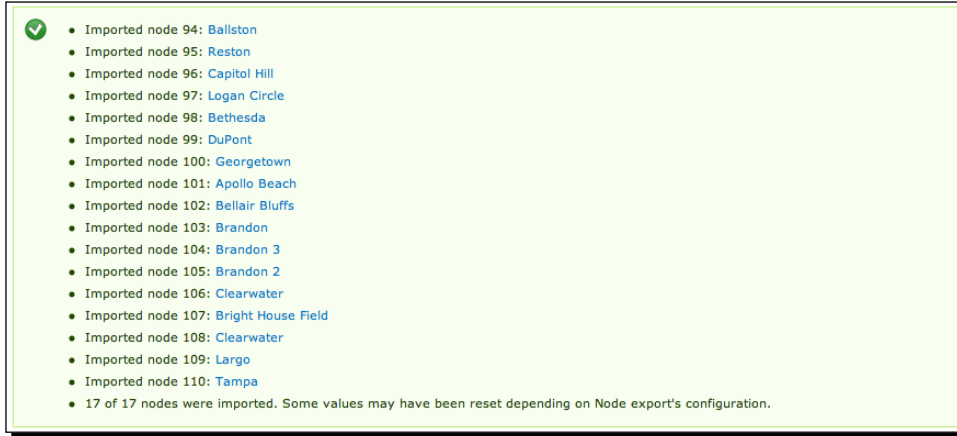 Imported node 94: Ballston
Imported node 95: Reston
Imported node 96: Capitol Hill
Imported node 97: Logan Circle
Imported node 98: Bethesda
Imported node 99: DuPont
Imported node 100: Georgetown
Imported node 101: Apollo Beach
Imported node 102: Bellair Bluffs
Imported node 103: Brandon
Imported node 104: Brandon 3
Imported node 105: Brandon 2
Imported node 106: Clearwater
Imported node 107: Bright House Field
Imported node 108: Clearwater
Imported node 109: Largo
Imported node 110: Tampa
17 of 17 nodes were imported. Some values may have been reset depending on Node export's configuration.